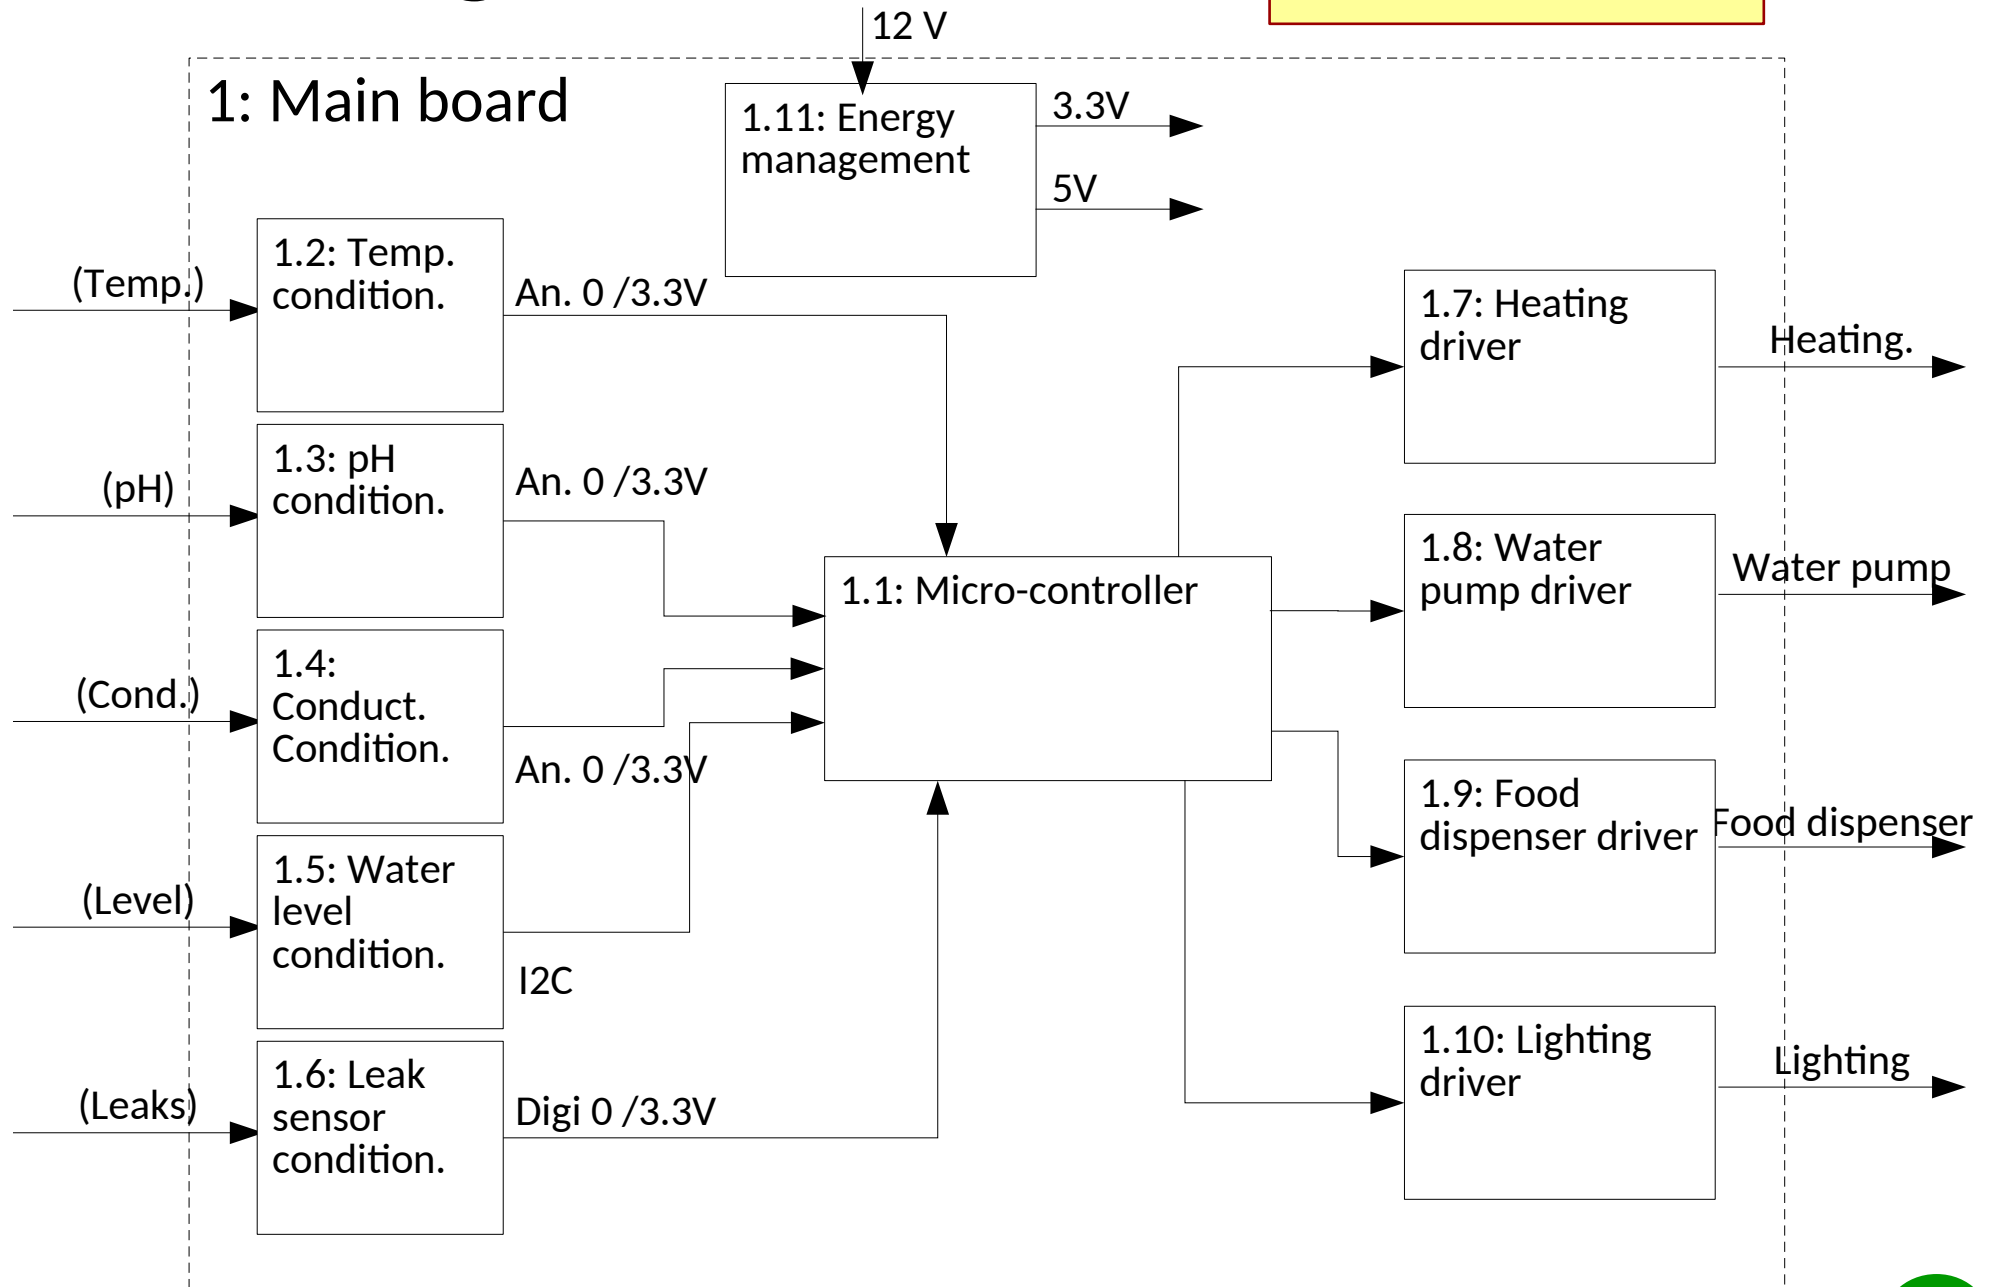 12 V
1: Main board
1.11: Energy
management
3.3V
5V
(Temp.)
1.2: Temp.
condition.
An. 0 /3.3V
1.7: Heating
driver
Heating.
(pH)
1.3: pH
condition.
An. 0 /3.3V
1.1: Micro-controller
1.8: Water
pump driver
Water pump
(Cond.)
1.4:
Conduct.
Condition.
An. 0 /3.3V
1.9: Food
dispenser driver
Food dispenser
(Level)
1.5: Water
level
condition.
I2C
1.10: Lighting
driver
Lighting
(Leaks)
1.6: Leak
sensor
condition.
Digi 0 /3.3V